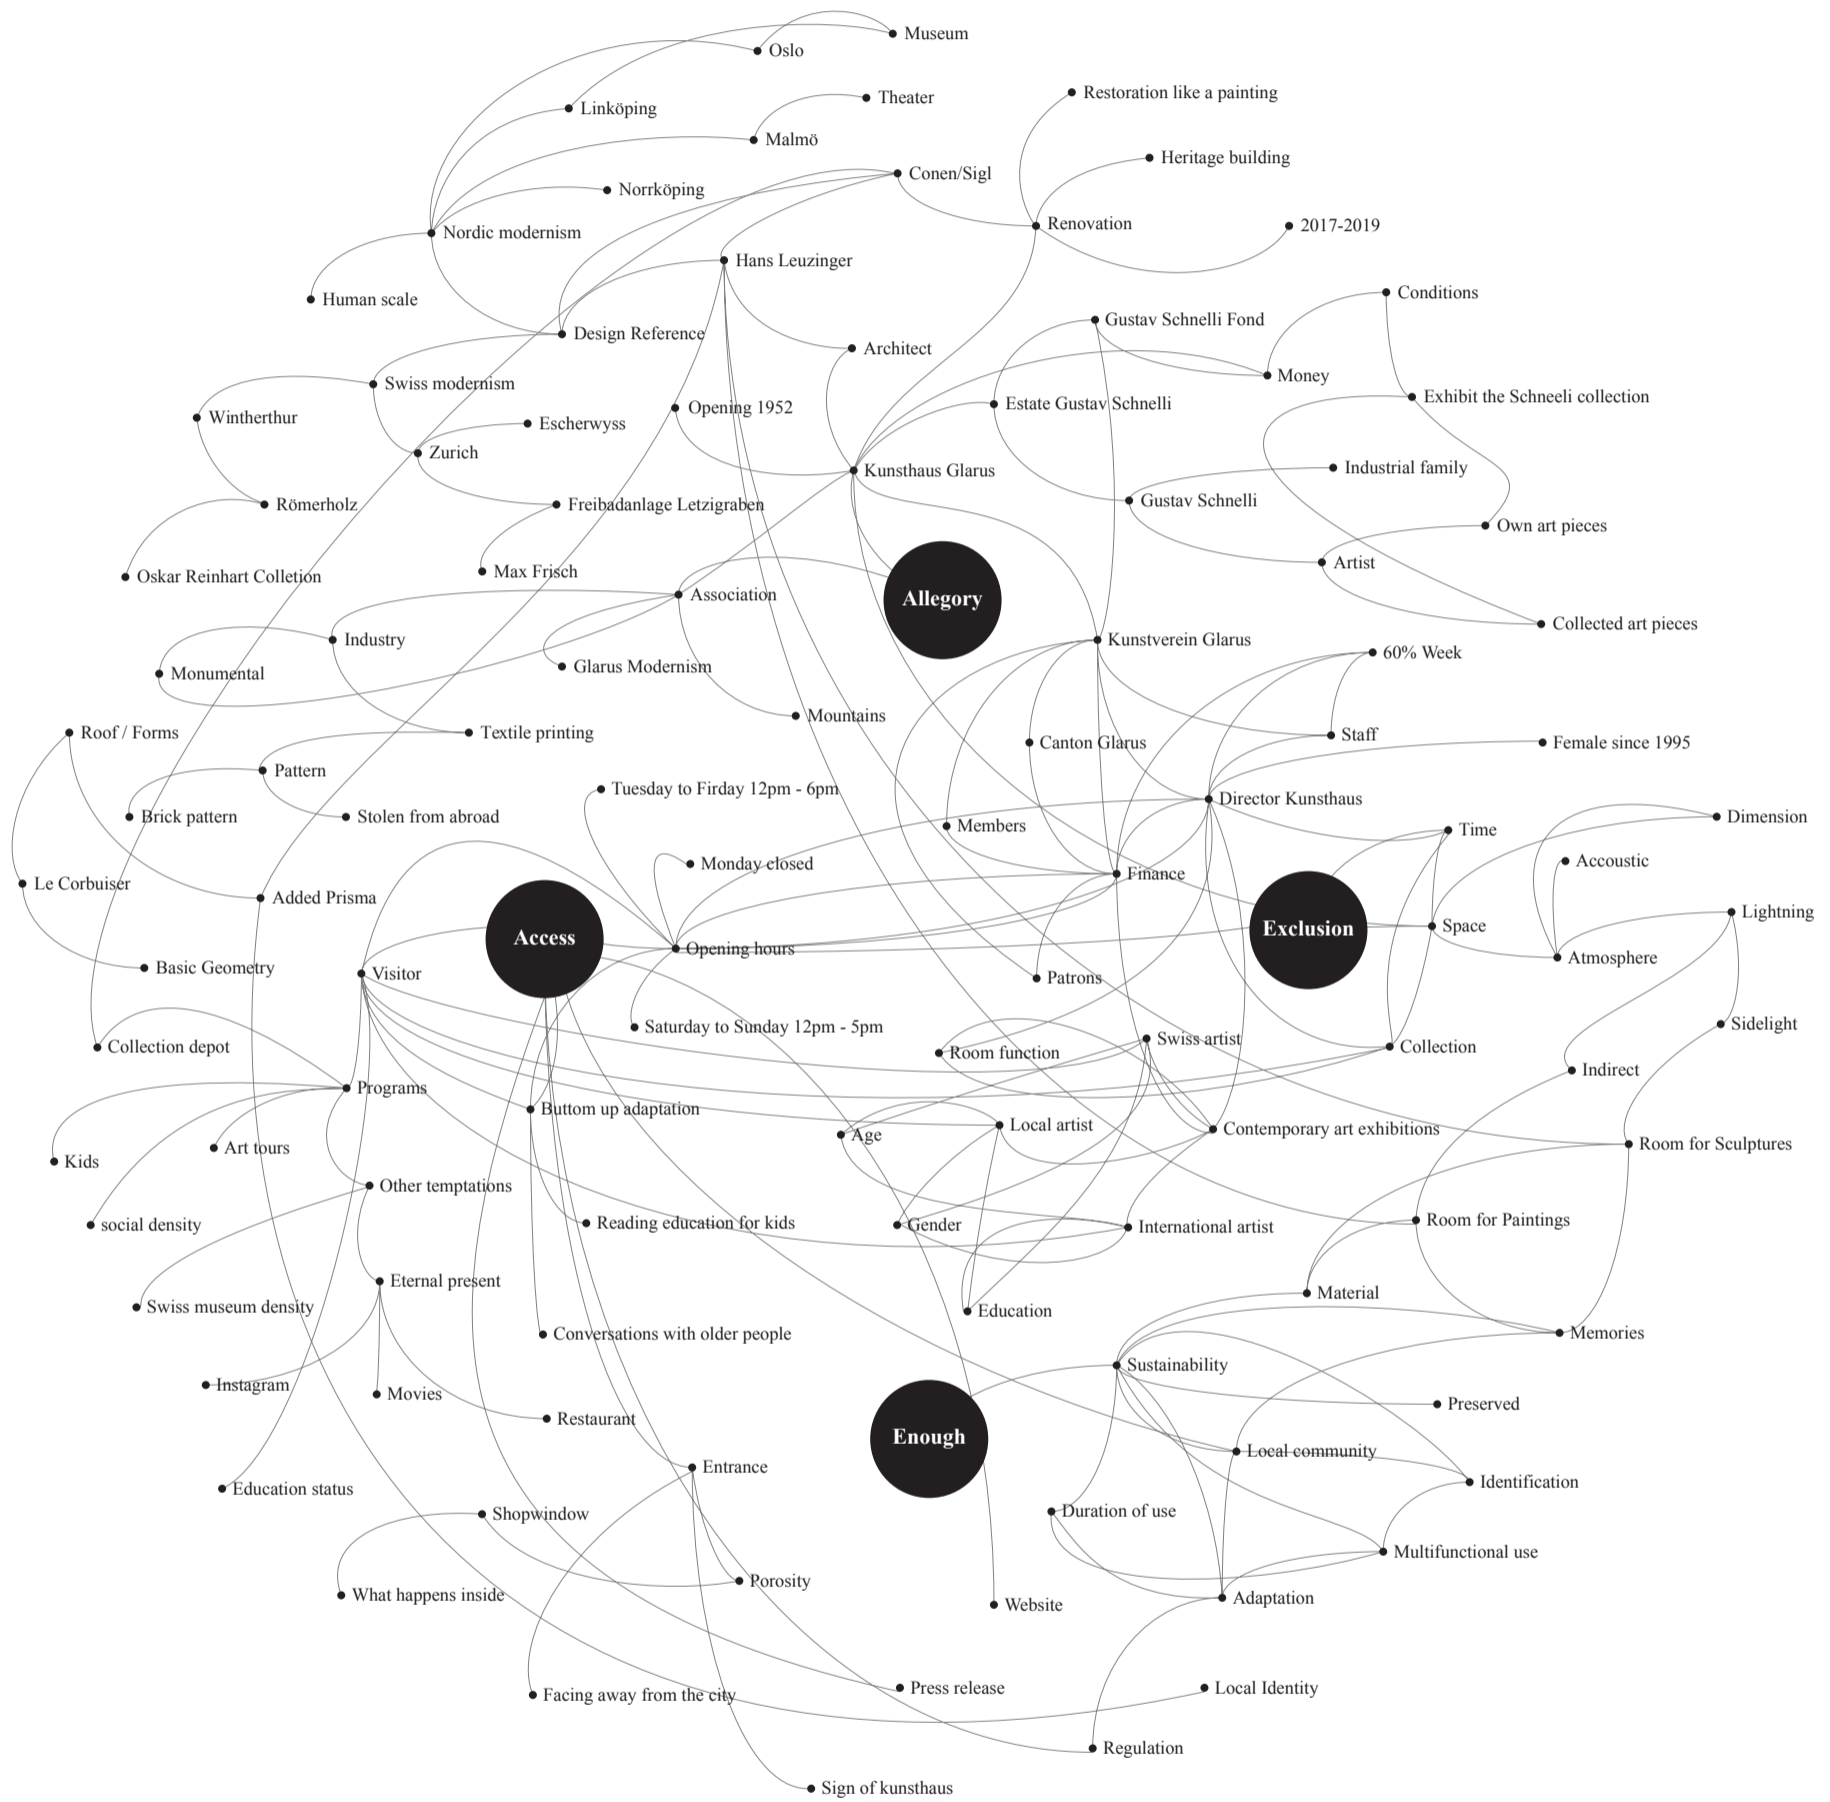 Museum
Oslo
Restoration like a painting
Theater
Linköping
Malmö
Heritage building
Conen/Sigl
Norrköping
Renovation
2017-2019
Nordic modernism
Hans Leuzinger
Conditions
Human scale
Gustav Schnelli Fond
Design Reference
Architect
Money
Swiss modernism
Exhibit the Schneeli collection
Estate Gustav Schnelli
Opening 1952
Wintherthur
Escherwyss
Zurich
Industrial family
Kunsthaus Glarus
Gustav Schnelli
Römerholz
Freibadanlage Letzigraben
Own art pieces
Artist
Max Frisch
Oskar Reinhart Colletion
Association
Allegory
Collected art pieces
Industry
Kunstverein Glarus
60% Week
Glarus Modernism
Monumental
Mountains
Roof / Forms
Textile printing
Staff
Canton Glarus
Female since 1995
Pattern
Tuesday to Firday 12pm - 6pm
Director Kunsthaus
Brick pattern
Stolen from abroad
Dimension
Members
Time
Monday closed
Accoustic
Finance
Le Corbuiser
Added Prisma
Lightning
Access
Exclusion
Space
Opening hours
Atmosphere
Basic Geometry
Visitor
Patrons
Saturday to Sunday 12pm - 5pm
Sidelight
Swiss artist
Collection depot
Collection
Room function
Indirect
Programs
Buttom up adaptation
Local artist
Contemporary art exhibitions
Age
Art tours
Room for Sculptures
Kids
Other temptations
Room for Paintings
social density
Reading education for kids
Gender
International artist
Eternal present
Material
Swiss museum density
Education
Conversations with older people
Memories
Sustainability
Instagram
Movies
Preserved
Restaurant
Enough
Local community
Entrance
Identification
Education status
Duration of use
Shopwindow
Multifunctional use
Porosity
What happens inside
Adaptation
Website
Press release
Local Identity
Facing away from the city
Regulation
Sign of kunsthaus